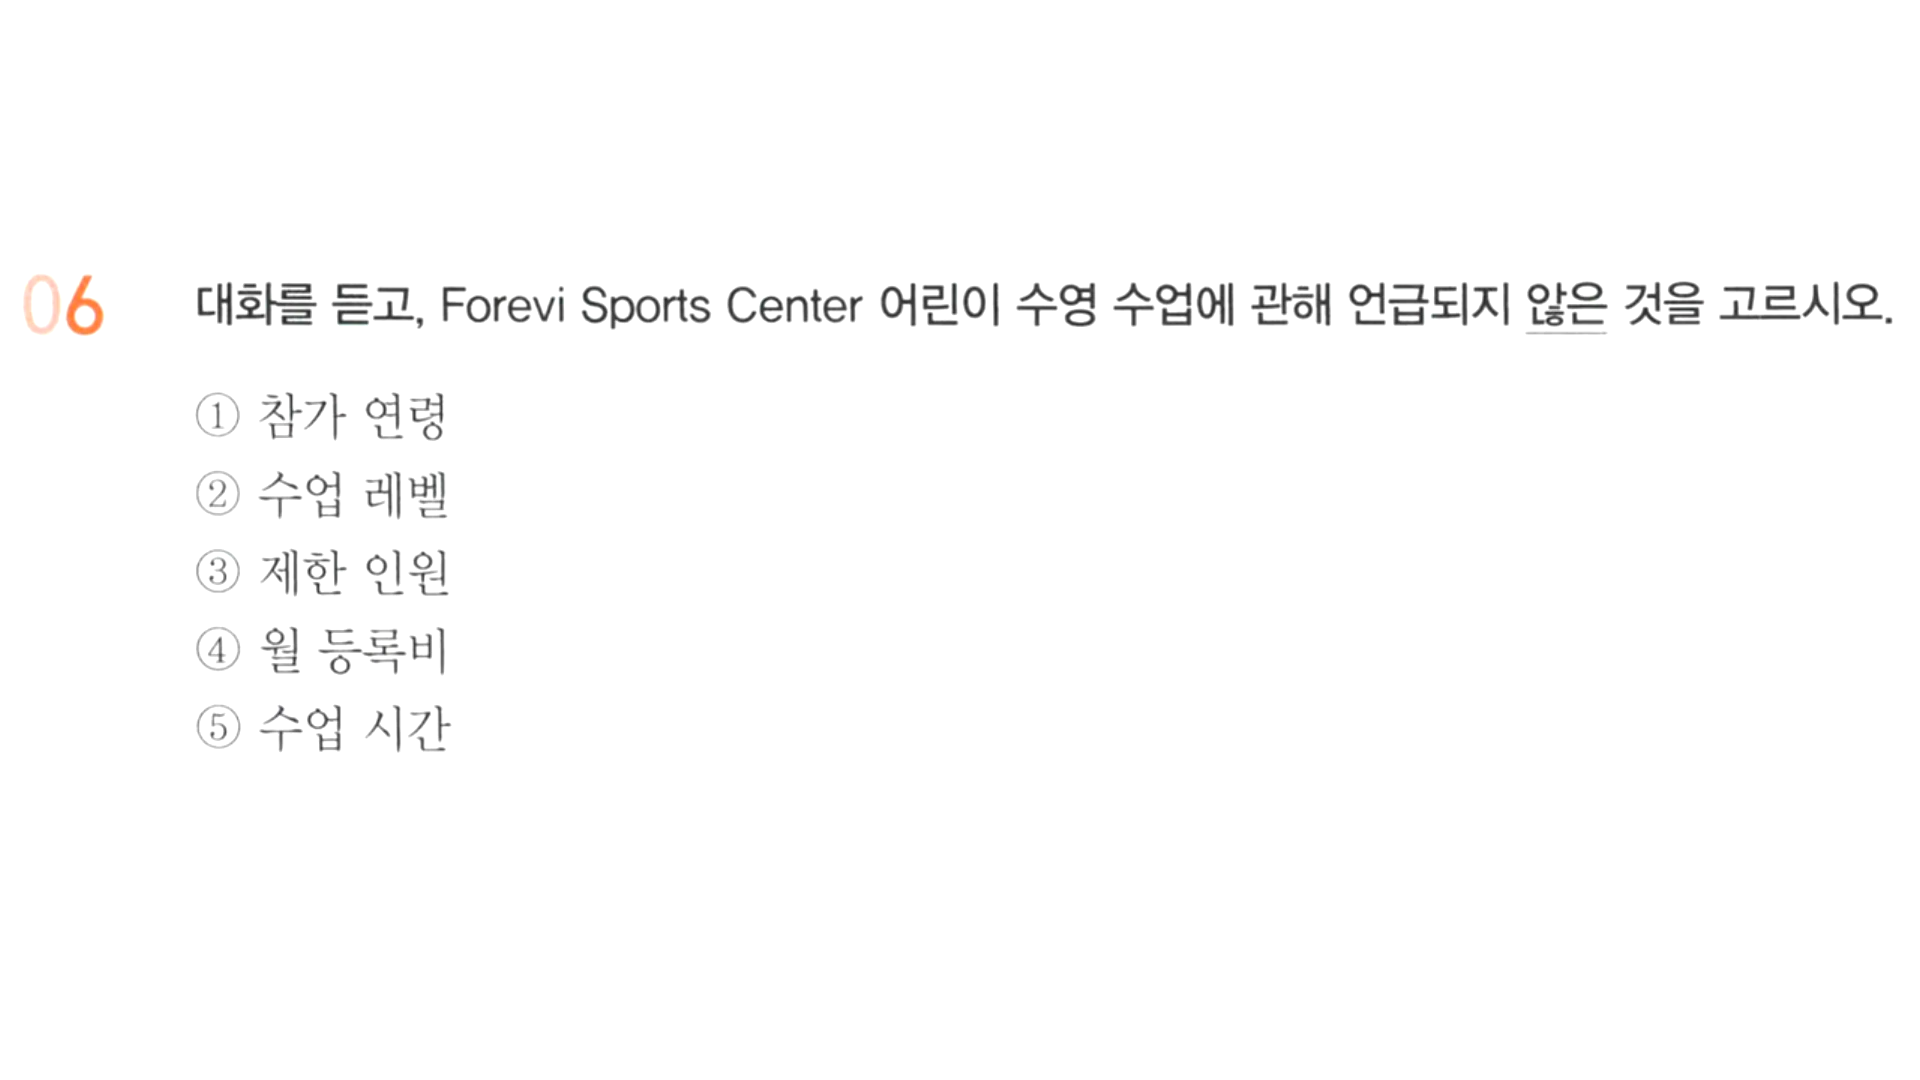 06 대화를 듣고, Forevi Sports Center 어린이 수영 수업에 관해 언급되지 않은 것을 고르시오.
① 참가 연령
② 수업 레벨
③ 제한 인원
④ 월 등록비
⑤ 수업 시간